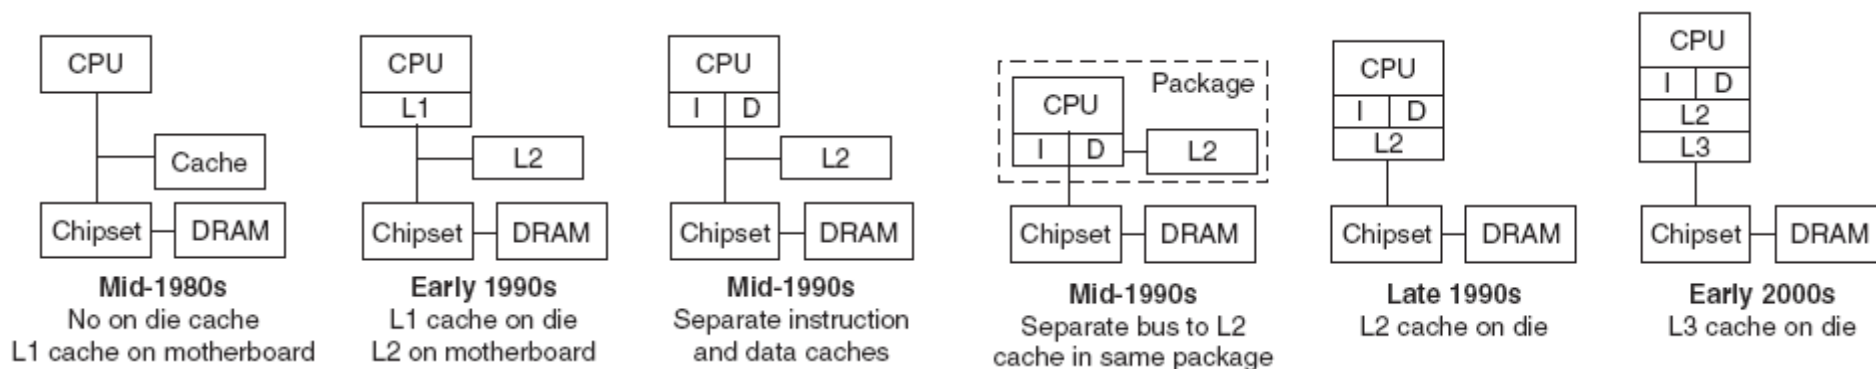 CPU
Cache
Chipset
DRAM
Mid-1980s
No on die cache
L1 cache on motherboard
CPU
L1
L2
Chipset
DRAM
Early 1990s
L1 cache on die
L2 on motherboard
CPU
I D
L2
Chipset
DRAM
Mid-1990s
Separate instruction
and data caches
Package
CPU
I D
L2
Chipset
DRAM
Mid-1990s
Separate bus to L2
cache in same package
CPU
I D
L2
Chipset
DRAM
Late 1990s
L2 cache on die
CPU
I D
L2
L3
Chipset
DRAM
Early 2000s
L3 cache on die